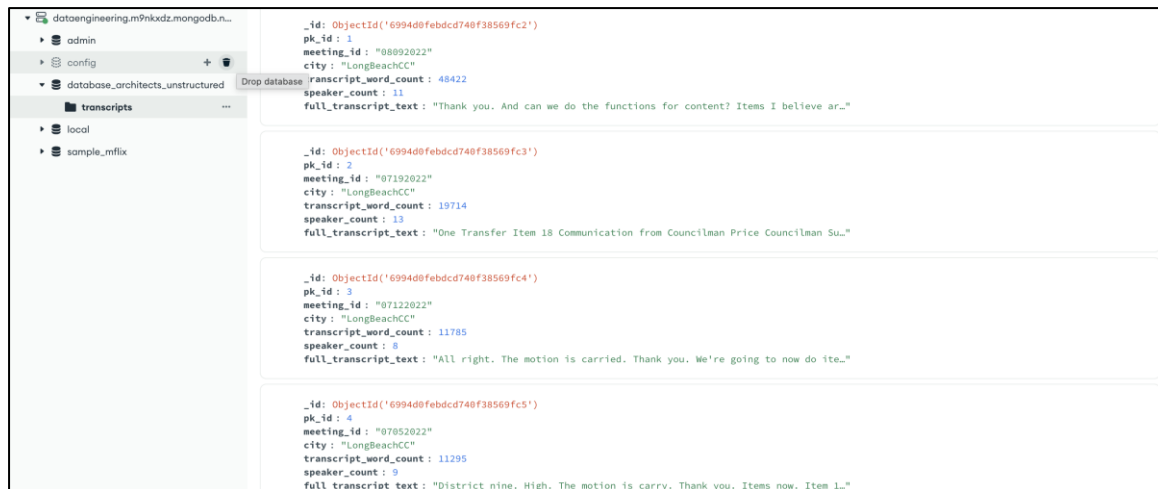 dataengineering.m9nkxdz.mongodb.n...
admin
config
Drop database
database_architects_unstructured
transcripts
local
sample_mflix
_id: ObjectId('6994d0febdcd740f38569fc2')
pk_id : 1
meeting_id : "08092022"
city : "LongBeachCC"
transcript_word_count : 48422
speaker_count : 11
full_transcript_text : "Thank you. And can we do the functions for content? Items I believe ar…"
_id: ObjectId('6994d0febdcd740f38569fc3')
pk_id : 2
meeting_id : "07192022"
city : "LongBeachCC"
transcript_word_count : 19714
speaker_count : 13
full_transcript_text : "One Transfer Item 18 Communication from Councilman Price Councilman Su…"
_id: ObjectId('6994d0febdcd740f38569fc4')
pk_id : 3
meeting_id : "07122022"
city : "LongBeachCC"
transcript_word_count : 11785
speaker_count : 8
full_transcript_text : "All right. The motion is carried. Thank you. We're going to now do ite…"
_id: ObjectId('6994d0febdcd740f38569fc5')
pk_id : 4
meeting_id : "07052022"
city : "LongBeachCC"
transcript_word_count : 11295
speaker_count : 9
full_transcript_text : "District nine. High. The motion is carry. Thank you. Items now. Item 1…"